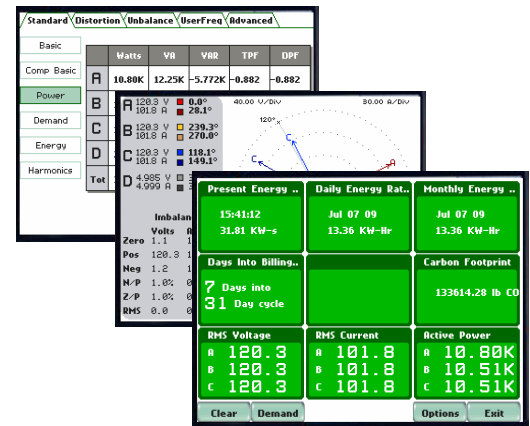 Standard Distortion Unbalance UserFreq Advanced
Basic
Comp Basic
Power
Demand
Energy
Harmonics
Watts VA VAR TPF DPF
A 10.80K 12.25K -5.772K -0.882 -0.882
B
C
D
Tot
40.00 V/Div 80.00 A/Div
120°
A 120.3 V 0.0°
101.8 A 28.1°
B 120.3 V 239.3°
101.8 A 270.0°
C 120.3 V 118.1°
101.8 A 149.1°
D 4.985 V
4.999 A
C
C
A
Imbalan
Volts
Zero 1.1
Pos 120.3
Neg 1.2
N/P 1.0%
Z/P 1.0%
RMS 0.0
Present Energy .. Daily Energy Rat.. Monthly Energy ..
15:41:12 Jul 07 09 Jul 07 09
31.81 KW-s 13.36 KW-Hr 13.36 KW-Hr
Days Into Billing.. Carbon Footprint
7 Days into
31 Day cycle
133614.28 lb CO
RMS Voltage RMS Current Active Power
A 120.3 A 101.8 A 10.80K
B 120.3 B 101.8 B 10.51K
C 120.3 C 101.8 C 10.51K
Clear Demand Options Exit